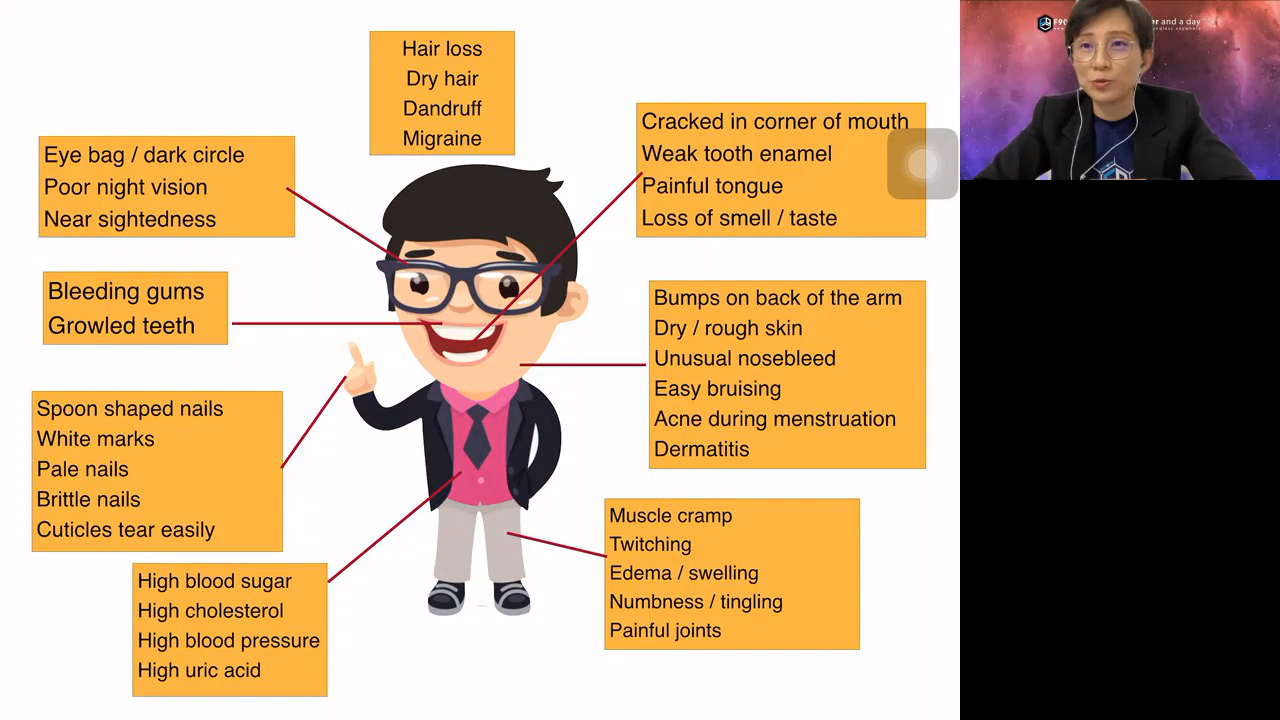 Hair loss
Dry hair
Dandruff
Migraine
Eye bag / dark circle
Poor night vision
Near sightedness
Cracked in corner of mouth
Weak tooth enamel
Painful tongue
Loss of smell / taste
Bleeding gums
Growled teeth
Bumps on back of the arm
Dry / rough skin
Unusual nosebleed
Easy bruising
Acne during menstruation
Dermatitis
Spoon shaped nails
White marks
Pale nails
Brittle nails
Cuticles tear easily
Muscle cramp
Twitching
Edema / swelling
Numbness / tingling
Painful joints
High blood sugar
High cholesterol
High blood pressure
High uric acid
and a day